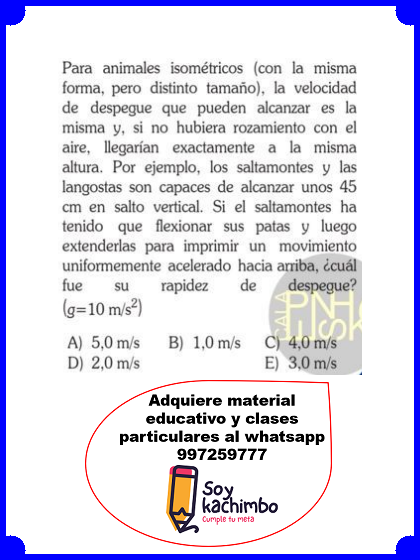 Para animales isométricos (con la misma
forma, pero distinto tamaño), la velocidad
de despegue que pueden alcanzar es la
misma y, si no hubiera rozamiento con el
aire, llegarían exactamente a la misma
altura. Por ejemplo, los saltamontes y las
langostas son capaces de alcanzar unos 45
cm en salto vertical. Si el saltamontes ha
tenido que flexionar sus patas y luego
extenderlas para imprimir un movimiento
uniformemente acelerado hacia arriba, ¿cuál
fue su rapidez de despegue?
(g=10 m/s²)
A) 5,0 m/s B) 1,0 m/s C) 4,0 m/s
D) 2,0 m/s E) 3,0 m/s
Adquiere material
educativo y clases
particulares al whatsapp
997259777
Soy
kachimbo
Cumple tu meta